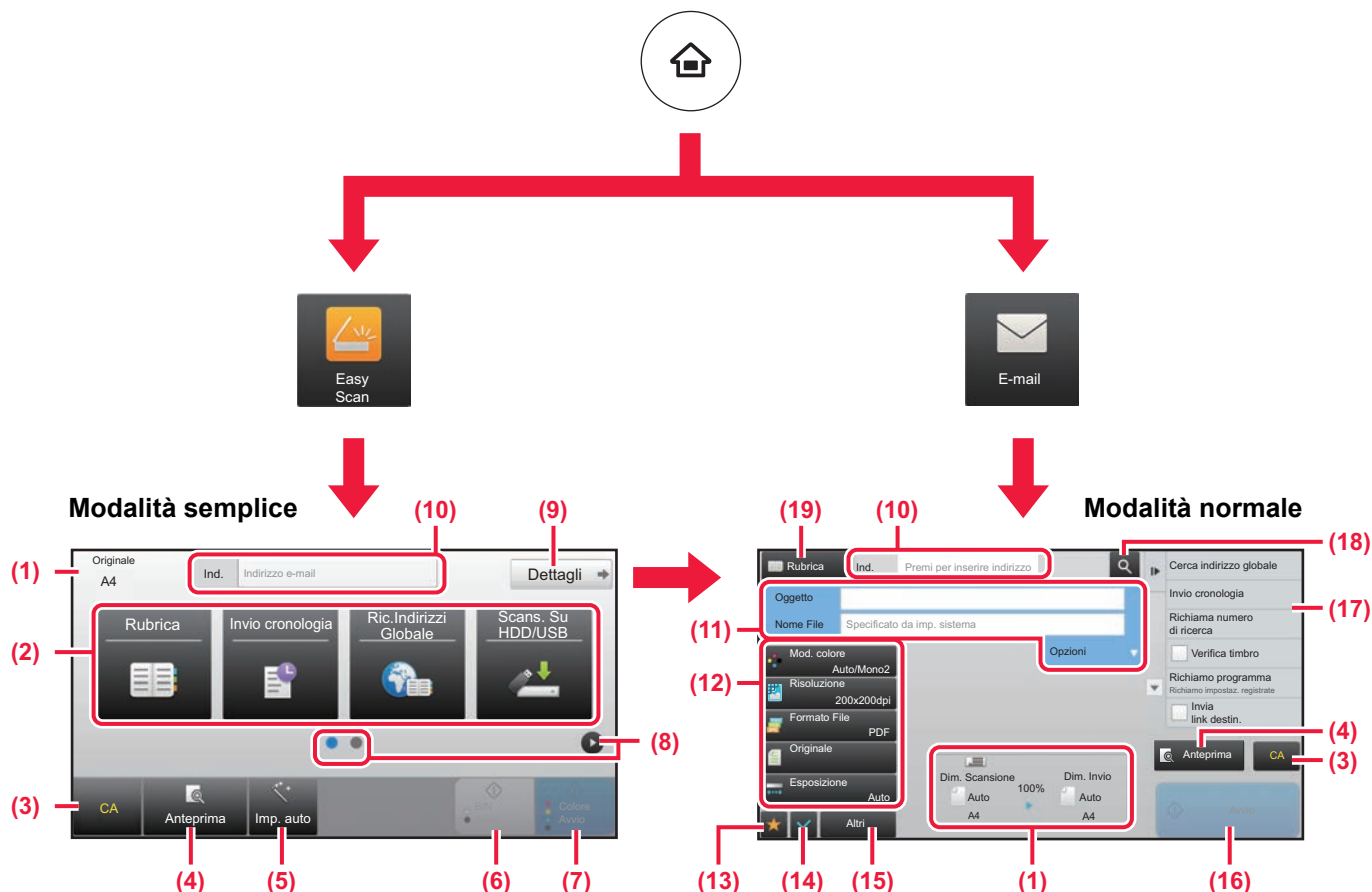 Easy
Scan
E-mail
Modalità semplice
(10)
(9)
(19)
(10)
Modalità normale
(18)
(1)
Originale
A4
Ind.
Indirizzo e-mail
Dettagli
(2)
Rubrica
Invio cronologia
Ric.Indirizzi
Globale
Scans. Su
HDD/USB
(8)
(3)
CA
Anteprima
Imp. auto
B/N
Avvio
Colore
Avvio
(4)
(5)
(6)
(7)
Rubrica
Ind.
Premi per inserire indirizzo
Cerca indirizzo globale
Invio cronologia
(17)
Richiama numero
di ricerca
Verifica timbro
Richiamo programma
Richiamo impostaz. registrate
Invia
link destin.
(11)
Oggetto
Nome File
Specificato da imp. sistema
Opzioni
(12)
Mod. colore
Auto/Mono2
Risoluzione
200x200dpi
Formato File
PDF
Originale
Esposizione
Auto
Dim. Scansione
Auto
A4
100%
Dim. Invio
Auto
A4
(4)
Anteprima
CA
(3)
Altri
Avvio
(13)
(14)
(15)
(1)
(16)